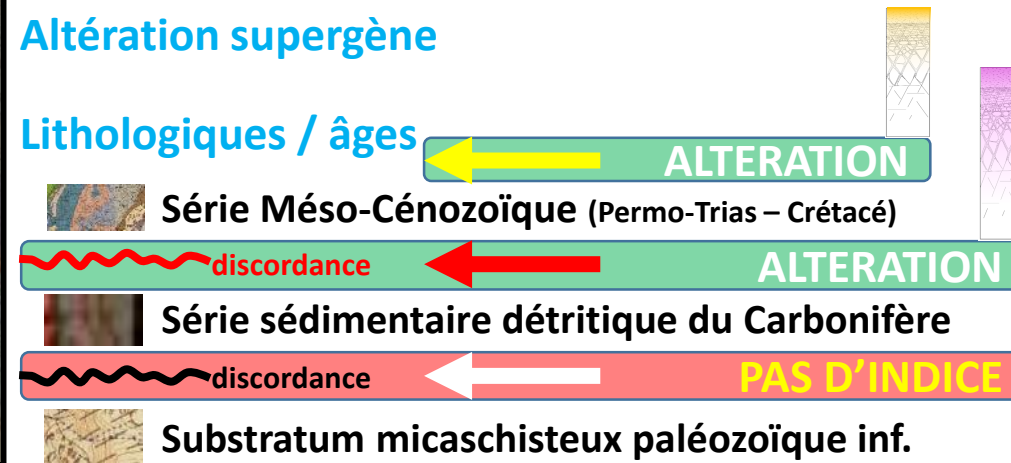 Altération supergène
Lithologiques / âges
ALTERATION
Série Méso-Cénozoïque (Permo-Trias – Crétacé)
discordance ALTERATION
Série sédimentaire détritique du Carbonifère
discordance PAS D’INDICE
Substratum micaschisteux paléozoïque inf.